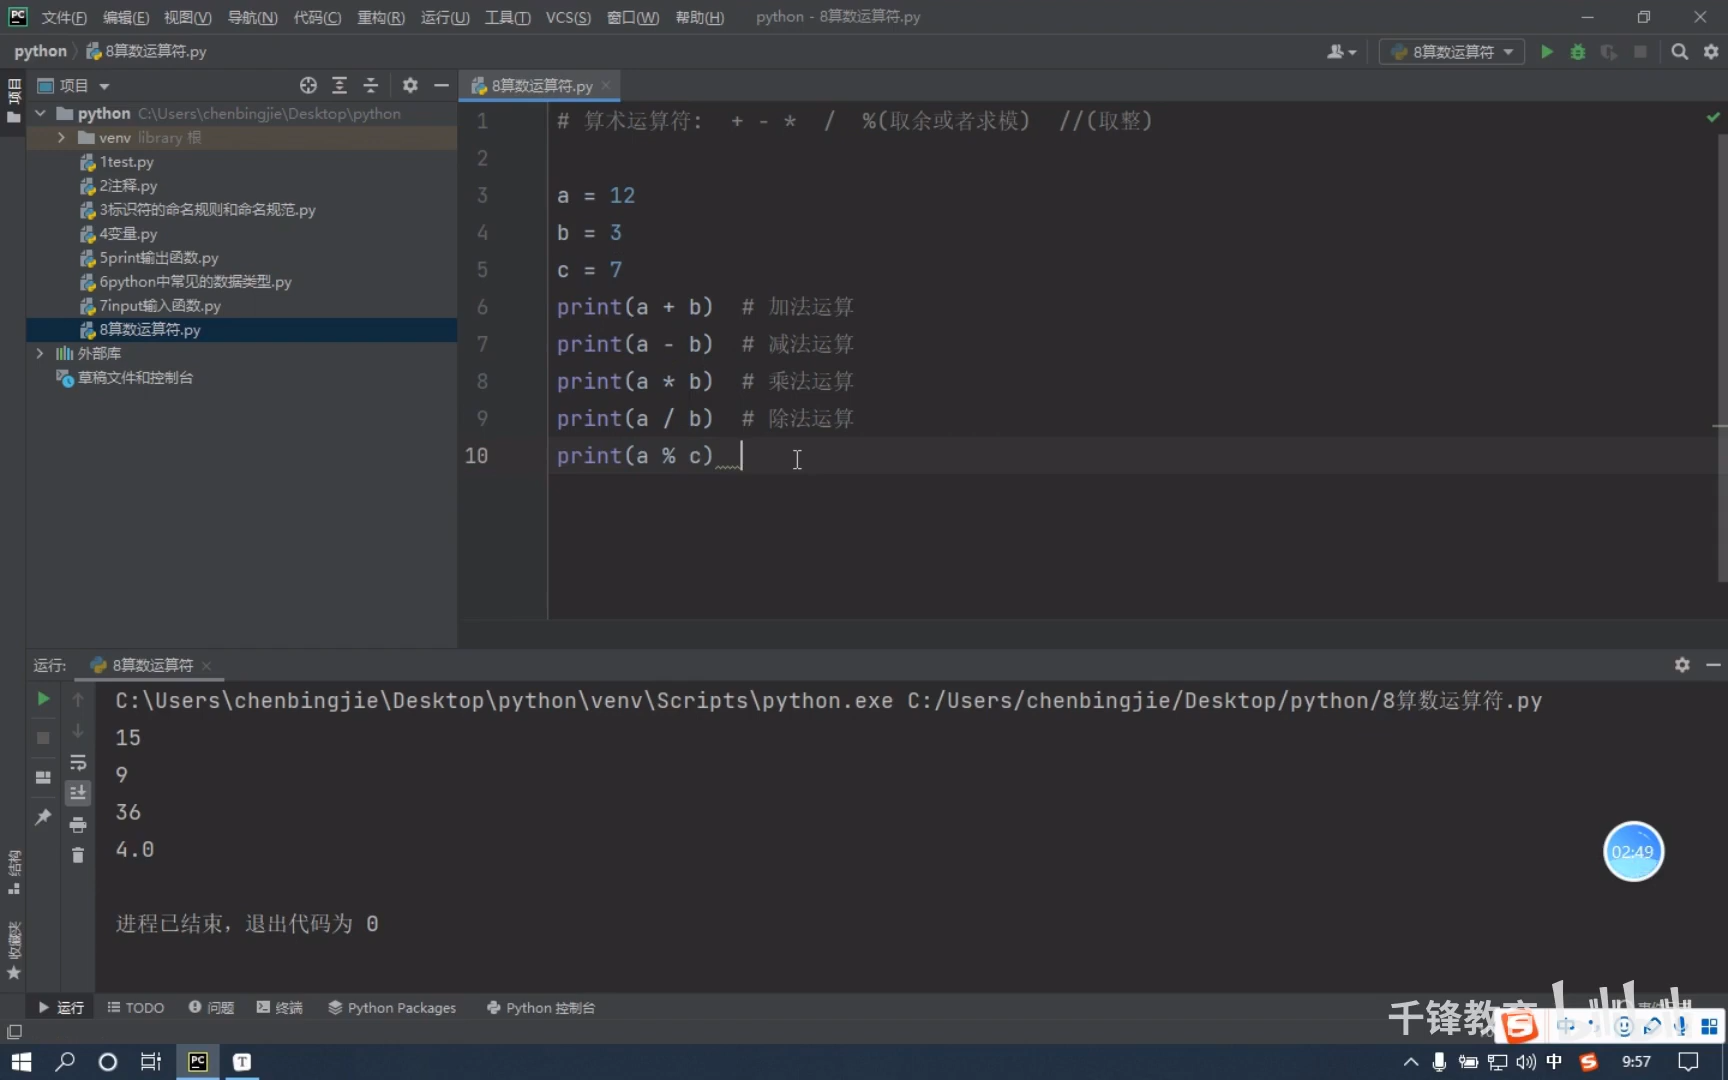 PC 文件(F) 编辑(E) 视图(V) 导航(N) 代码(C) 重构(R) 运行(U) 工具(T) VCS(S) 窗口(W) 帮助(H) python - 8算数运算符.py
python 8算数运算符.py
8算数运算符
项目
项目
8算数运算符.py
python C:\Users\chenbingjie\Desktop\python
venv library 根
1test.py
2注释.py
3标识符的命名规则和命名规范.py
4变量.py
5print输出函数.py
6python中常见的数据类型.py
7input输入函数.py
8算数运算符.py
外部库
草稿文件和控制台
1 # 算术运算符: + - * / %(取余或者求模) //(取整)
2
3 a = 12
4 b = 3
5 c = 7
6 print(a + b) # 加法运算
7 print(a - b) # 减法运算
8 print(a * b) # 乘法运算
9 print(a / b) # 除法运算
10 print(a % c)
运行: 8算数运算符
C:\Users\chenbingjie\Desktop\python\venv\Scripts\python.exe C:/Users/chenbingjie/Desktop/python/8算数运算符.py
15
9
36
4.0
02:49
进程已结束，退出代码为 0
结构
收藏夹
运行 TODO 问题 终端 Python Packages Python 控制台
千锋教育 bilibili
中
PC T 中 9:57